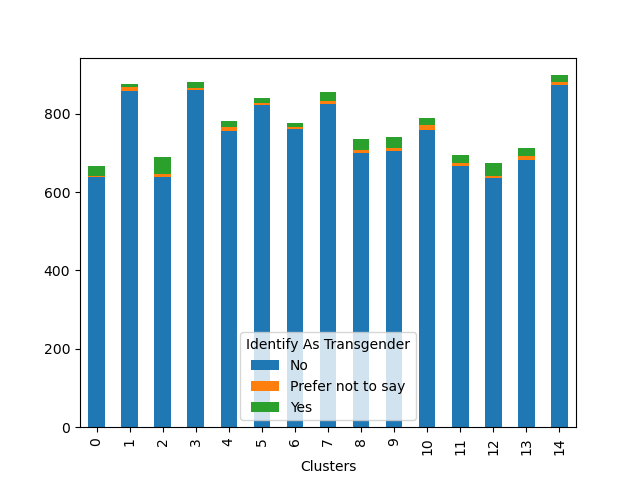 800
600
400
200
0
Identify As Transgender
No
Prefer not to say
Yes
0 1 2 3 4 5 6 7 8 9 10 11 12 13 14
Clusters